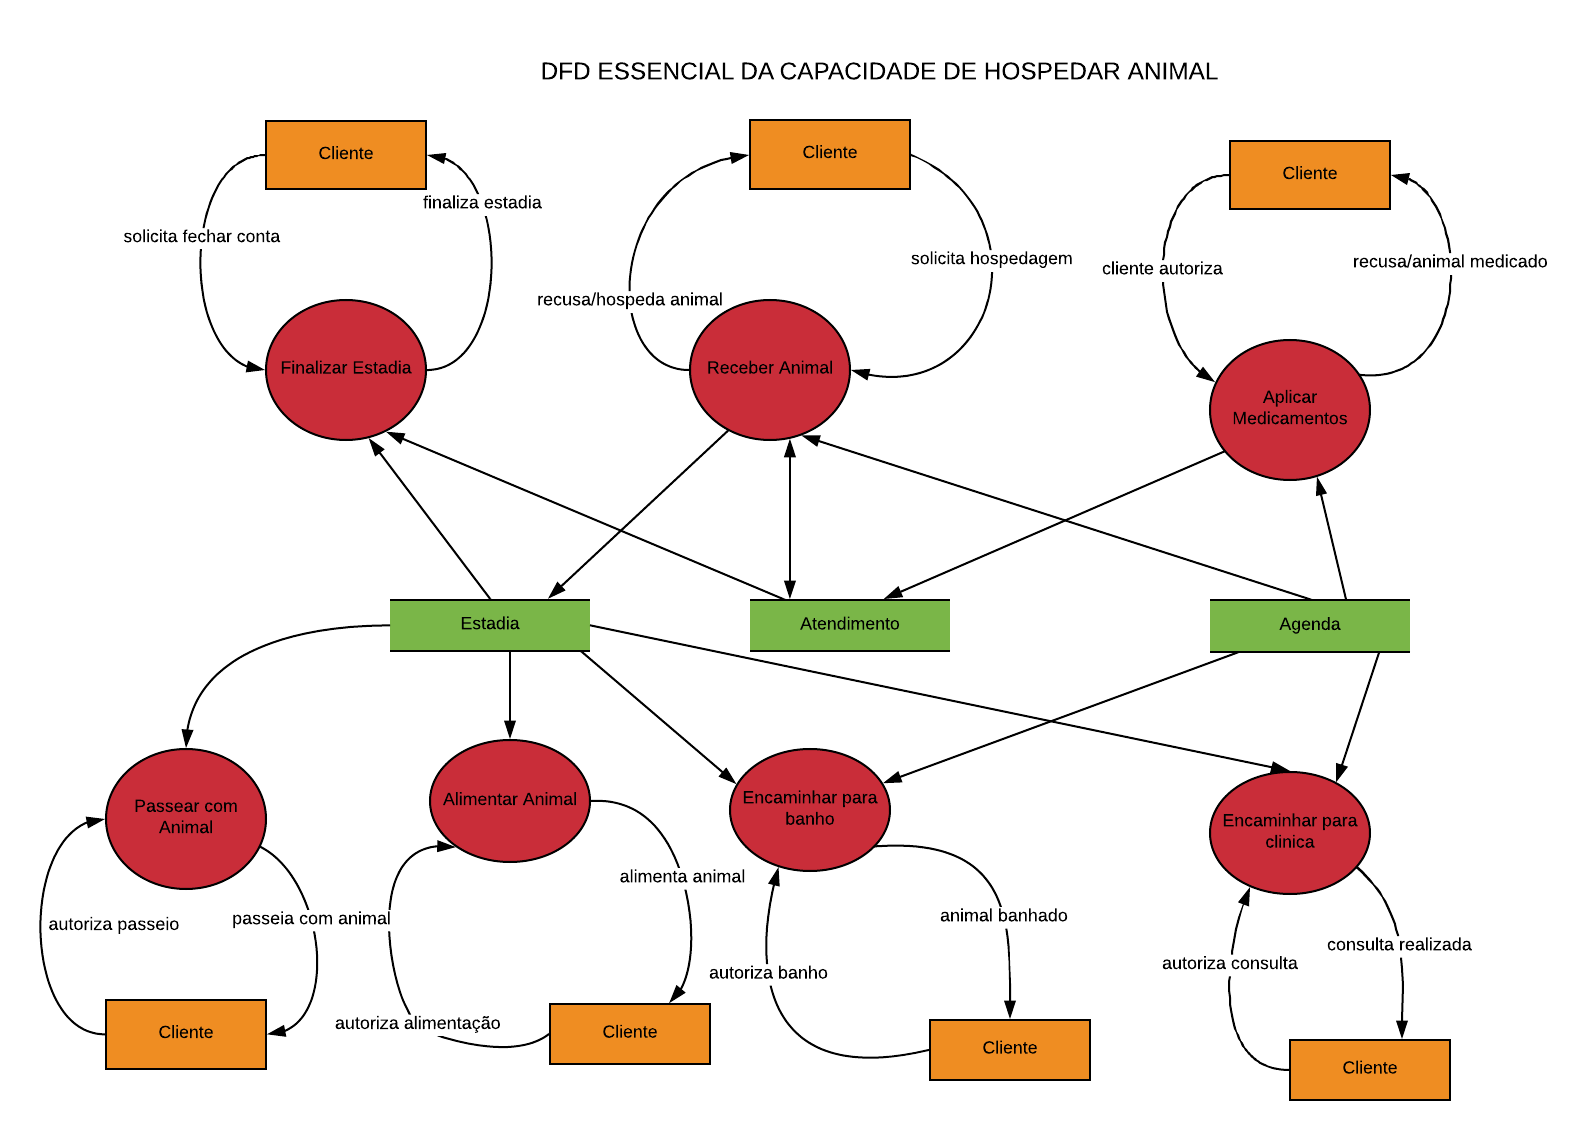 DFD ESSENCIAL DA CAPACIDADE DE HOSPEDAR ANIMAL
Cliente
Cliente
Cliente
finaliza estadia
solicita fechar conta
solicita hospedagem
cliente autoriza
recusa/animal medicado
recusa/hospeda animal
Finalizar Estadia
Receber Animal
Aplicar
Medicamentos
Estadia
Atendimento
Agenda
Passear com
Animal
Alimentar Animal
Encaminhar para
banho
Encaminhar para
clinica
alimenta animal
autoriza passeio
passeia com animal
animal banhado
consulta realizada
autoriza banho
autoriza consulta
autoriza alimentação
Cliente
Cliente
Cliente
Cliente